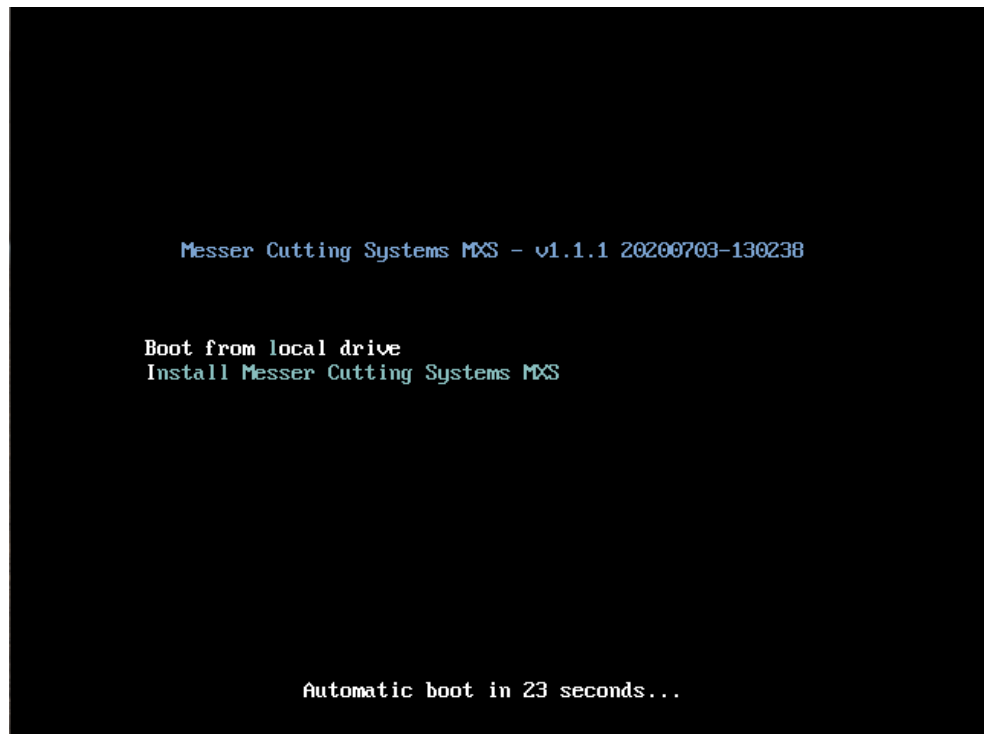 Messer Cutting Systems MXS - v1.1.1 20200703-130238
Boot from local drive
Install Messer Cutting Systems MXS
Automatic boot in 23 seconds...